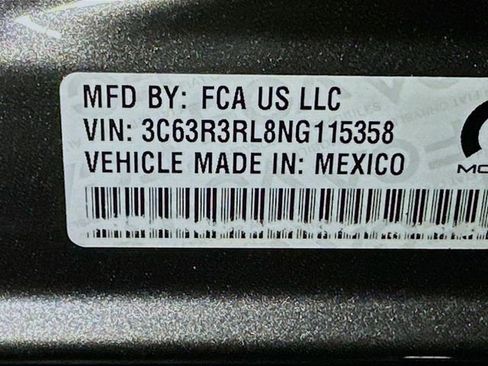 MFD BY: FCA US LLC
VIN: 3C63R3RL8NG115358
VEHICLE MADE IN: MEXICO